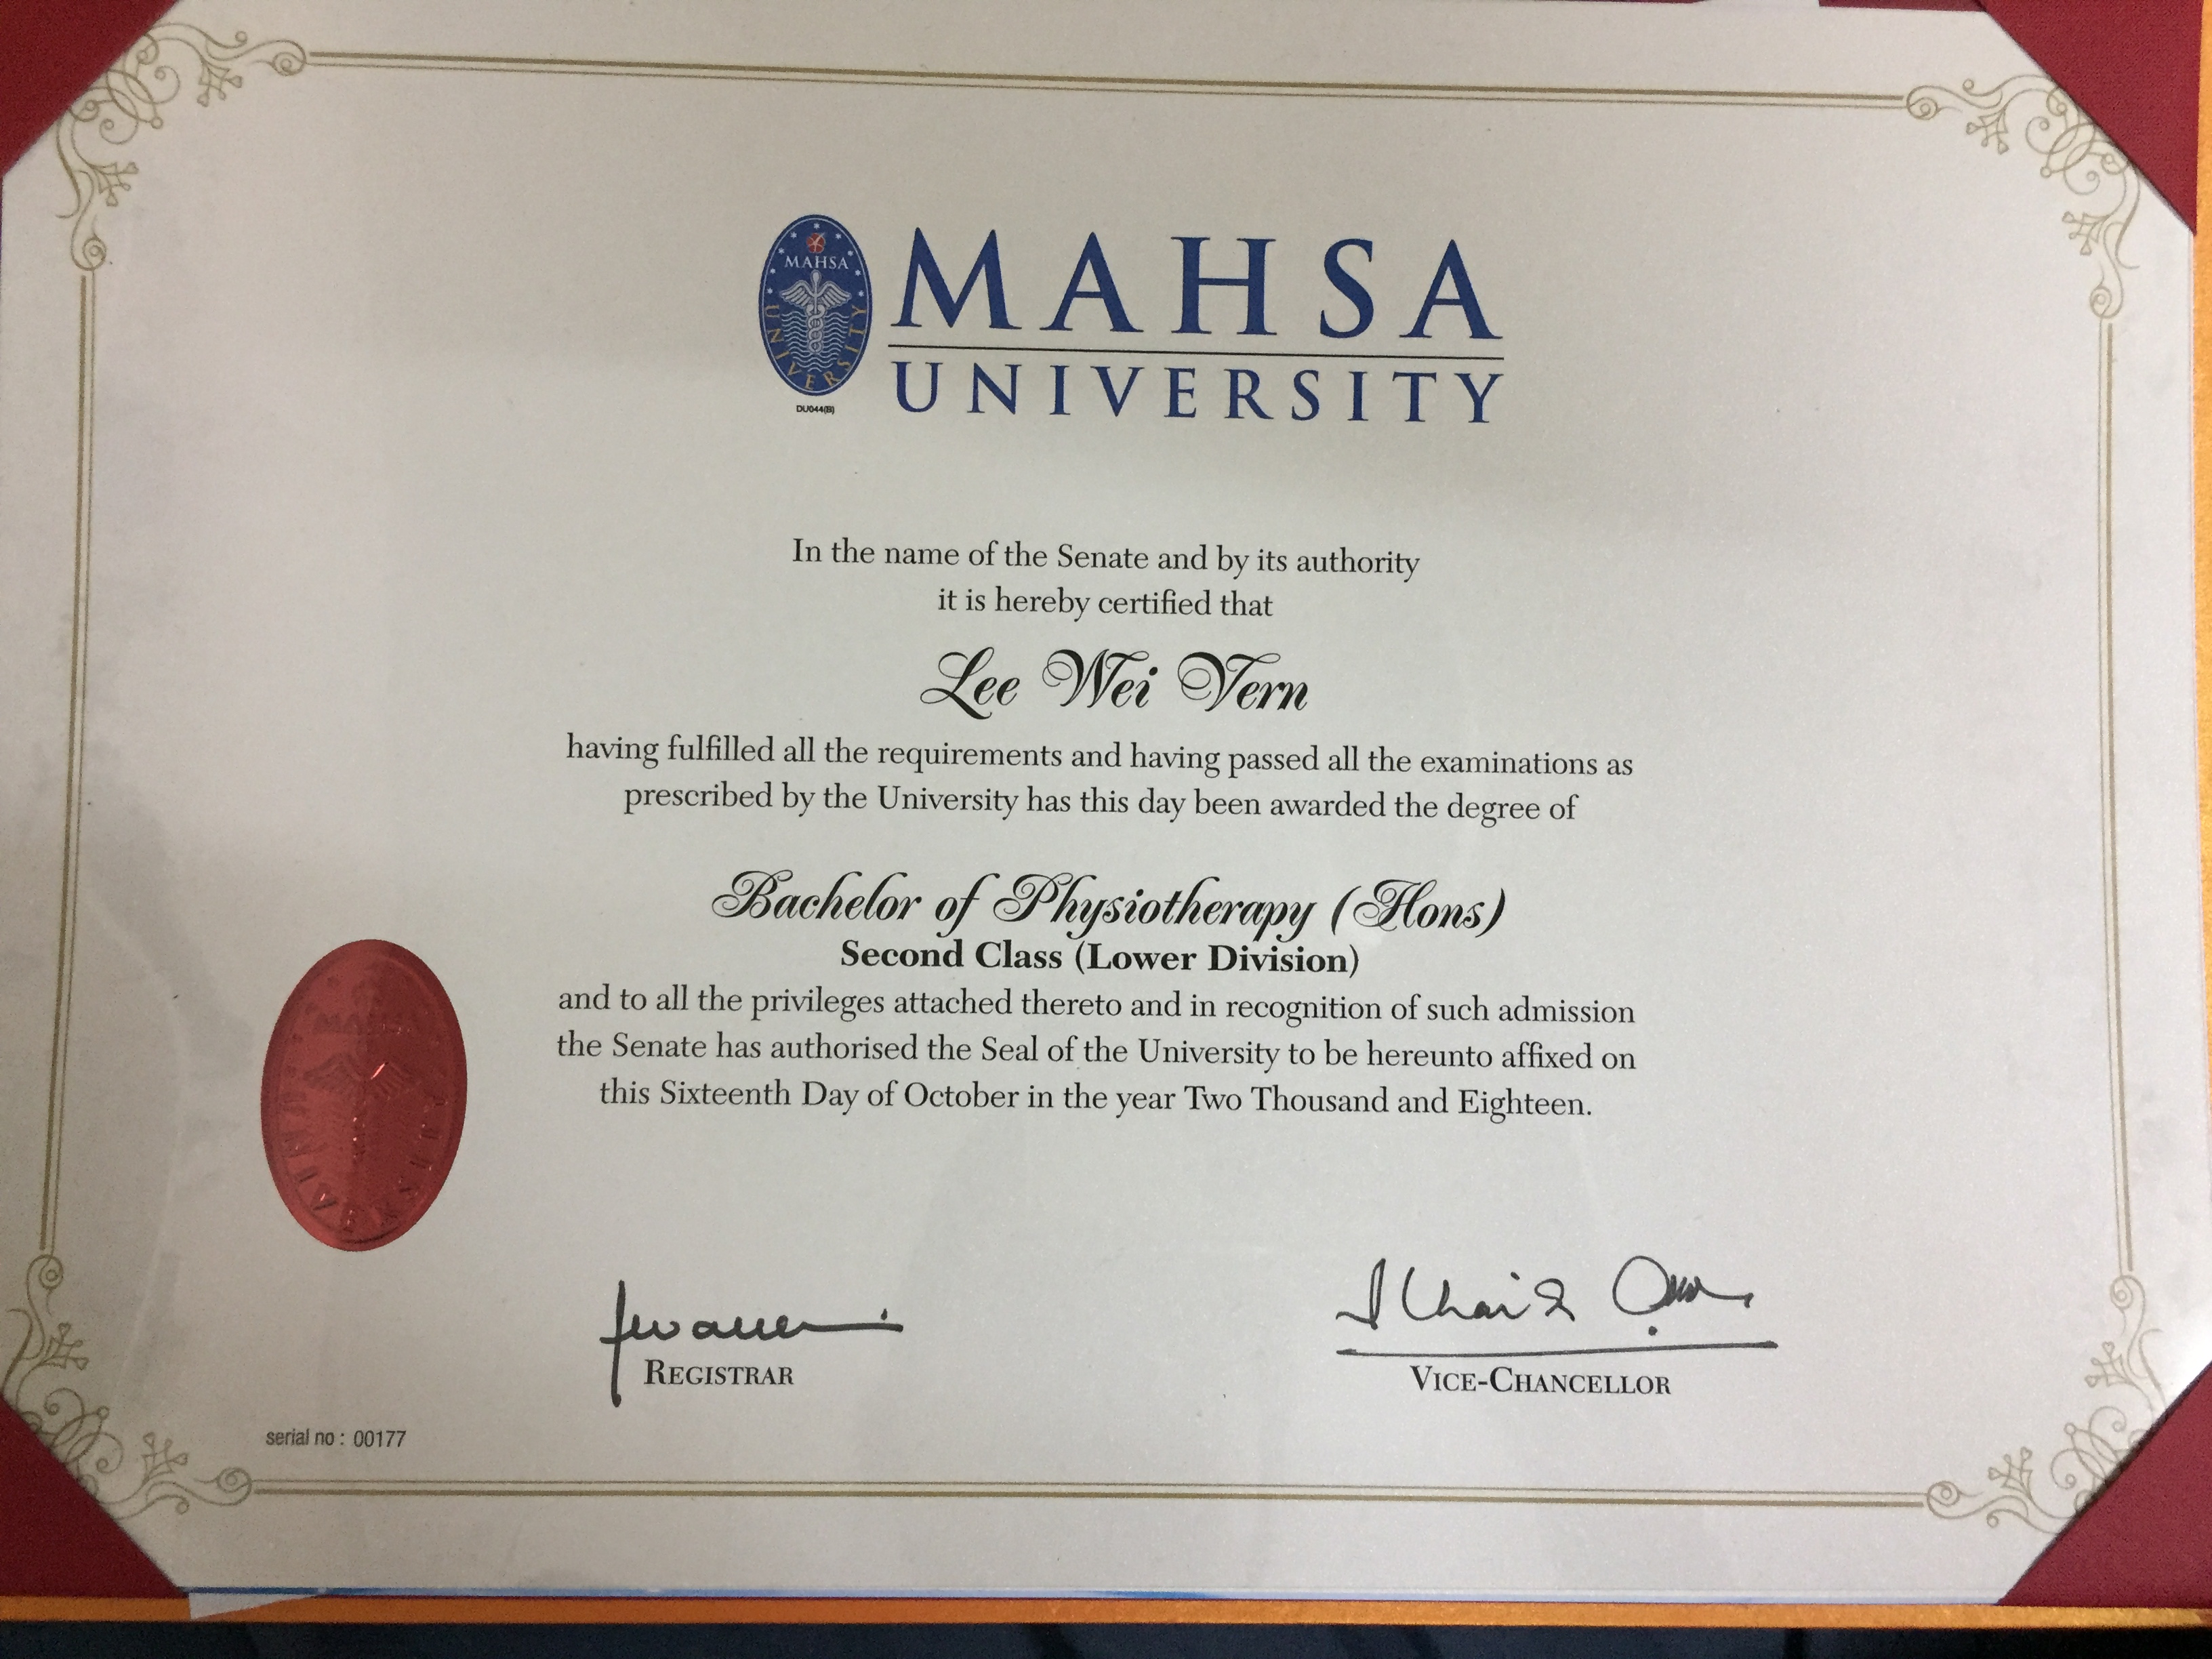 MAHSA
UNIVERSITY
DU044(B)
MAHSA
UNIVERSITY
In the name of the Senate and by its authority
it is hereby certified that
Lee Wei Vern
having fulfilled all the requirements and having passed all the examinations as
prescribed by the University has this day been awarded the degree of
Bachelor of Physiotherapy (Hons)
Second Class (Lower Division)
and to all the privileges attached thereto and in recognition of such admission
the Senate has authorised the Seal of the University to be hereunto affixed on
this Sixteenth Day of October in the year Two Thousand and Eighteen.
REGISTRAR
VICE-CHANCELLOR
serial no : 00177